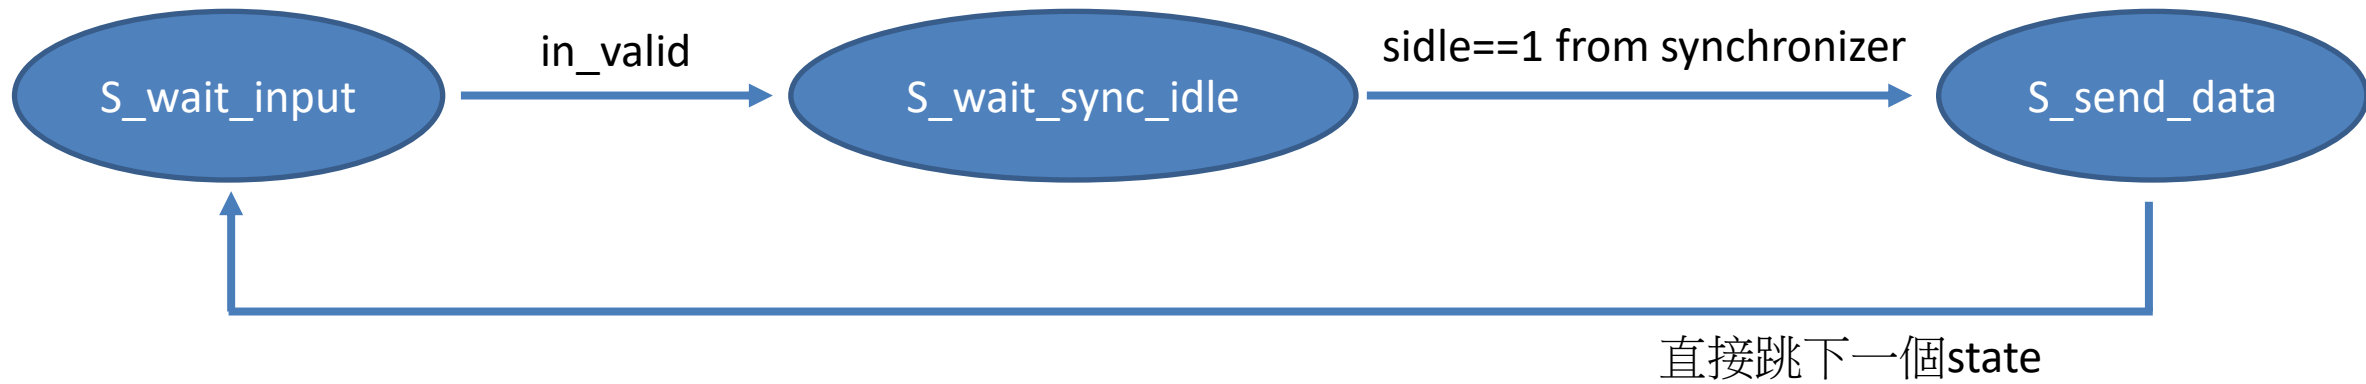 in_valid
sidle==1 from synchronizer
S_wait_input
S_wait_sync_idle
S_send_data
直接跳下一個state